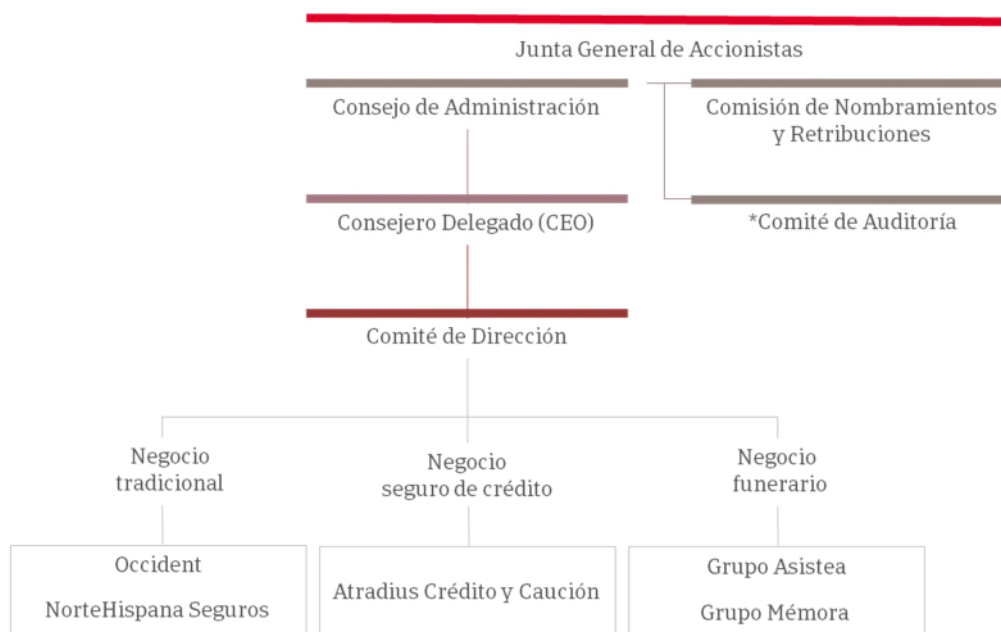 Junta General de Accionistas
Consejo de Administración
Comisión de Nombramientos
y Retribuciones
Consejero Delegado (CEO)
*Comité de Auditoría
Comité de Dirección
Negocio
tradicional
Negocio
seguro de crédito
Negocio
funerario
Occident
NorteHispana Seguros
Atradius Crédito y Caución
Grupo Asistea
Grupo Mémora